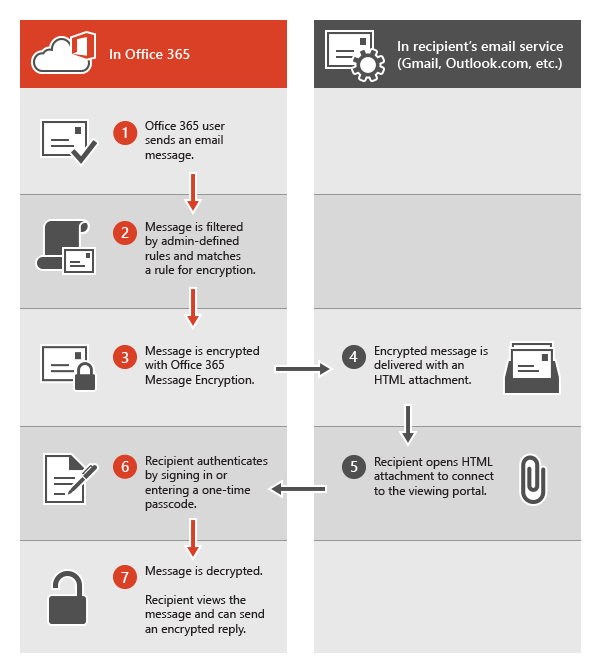 In Office 365
In recipient's email service
(Gmail, Outlook.com, etc.)
1
Office 365 user
sends an email
message.
2
Message is filtered
by admin-defined
rules and matches
a rule for encryption.
3
Message is encrypted
with Office 365
Message Encryption.
4
Encrypted message is
delivered with an
HTML attachment.
5
Recipient opens HTML
attachment to connect
to the viewing portal.
6
Recipient authenticates
by signing in or
entering a one-time
passcode.
7
Message is decrypted.
Recipient views the
message and can send
an encrypted reply.